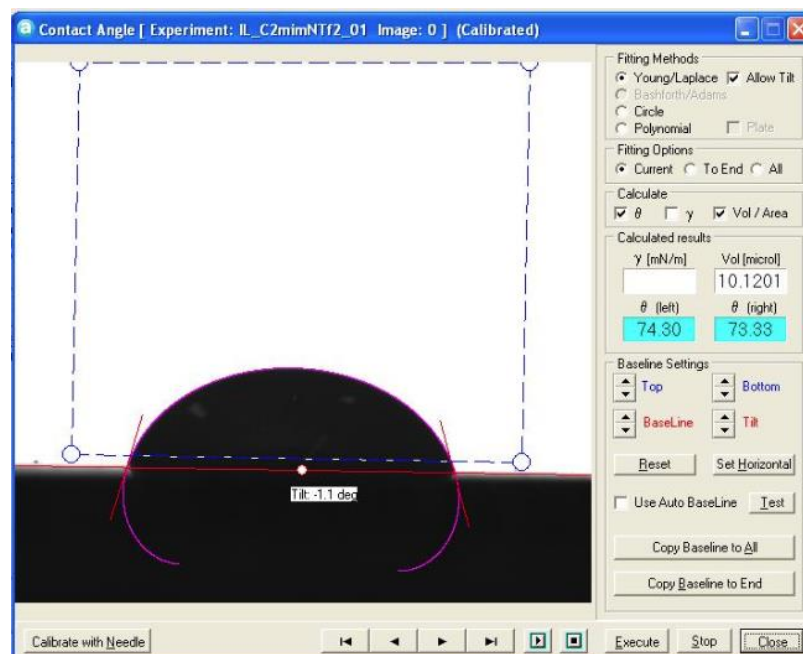 Contact Angle [ Experiment: IL_C2mimNTf2_01 Image: 0 ] (Calibrated)
Fitting Methods
Young/Laplace Allow Tilt
Bashforth/Adams
Circle
Polynomial Plate
Fitting Options
Current To End All
Calculate
θ γ Vol / Area
Calculated results
γ [mN/m] Vol [microl]
10.1201
θ (left) θ (right)
74.30 73.33
Baseline Settings
Top Bottom
BaseLine Tilt
Reset Set Horizontal
Use Auto BaseLine Test
Copy Baseline to All
Copy Baseline to End
Tilt: -1.1 deg
Calibrate with Needle Execute Stop Close